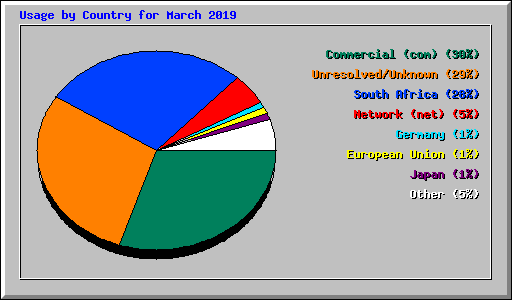 Usage by Country for March 2019
Commercial (com) (30%)
Unresolved/Unknown (29%)
South Africa (28%)
Network (net) (5%)
Germany (1%)
European Union (1%)
Japan (1%)
Other (5%)